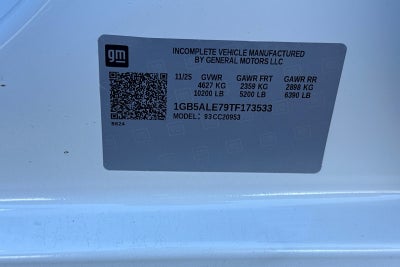 gm
INCOMPLETE VEHICLE MANUFACTURED
BY GENERAL MOTORS LLC
11/25 GVWR GAWR FRT GAWR RR
4627 KG 2359 KG 2898 KG
10200 LB 5200 LB 6390 LB
1GB5ALE79TF173533
MODEL: 93CC20953